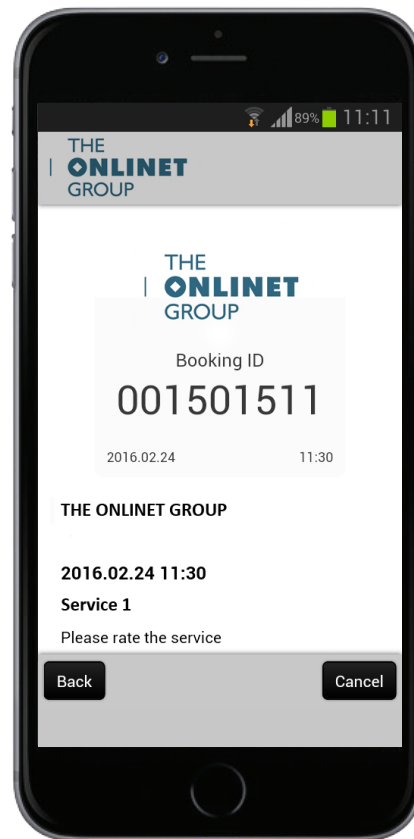 89% 11:11
THE
ONLINET
GROUP
THE
ONLINET
GROUP
Booking ID
001501511
2016.02.24 11:30
THE ONLINET GROUP
2016.02.24 11:30
Service 1
Please rate the service
Back Cancel